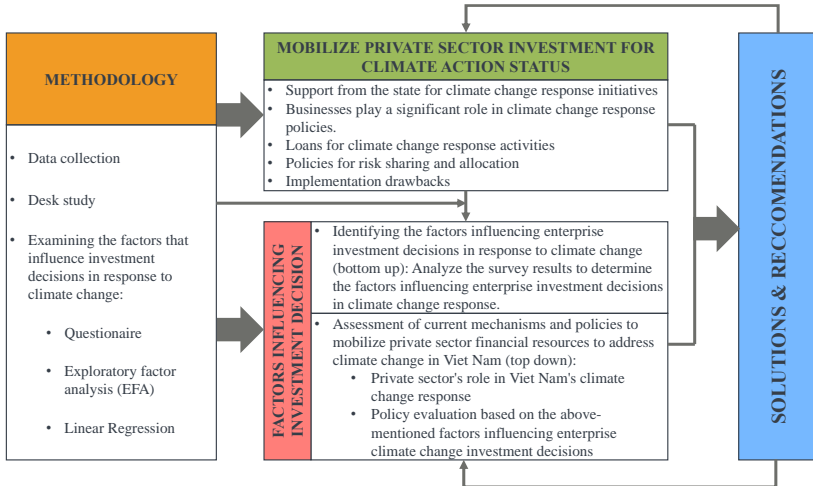 METHODOLOGY
• Data collection
• Desk study
• Examining the factors that
influence investment
decisions in response to
climate change:
• Questionaire
• Exploratory factor
analysis (EFA)
• Linear Regression
MOBILIZE PRIVATE SECTOR INVESTMENT FOR
CLIMATE ACTION STATUS
• Support from the state for climate change response initiatives
• Businesses play a significant role in climate change response
policies.
• Loans for climate change response activities
• Policies for risk sharing and allocation
• Implementation drawbacks
FACTORS INFLUENCING
INVESTMENT DECISION
• Identifying the factors influencing enterprise
investment decisions in response to climate change
(bottom up): Analyze the survey results to determine
the factors influencing enterprise investment decisions
in climate change response.
• Assessment of current mechanisms and policies to
mobilize private sector financial resources to address
climate change in Viet Nam (top down):
• Private sector's role in Viet Nam's climate
change response
• Policy evaluation based on the above-
mentioned factors influencing enterprise
climate change investment decisions
SOLUTIONS & RECCOMENDATIONS